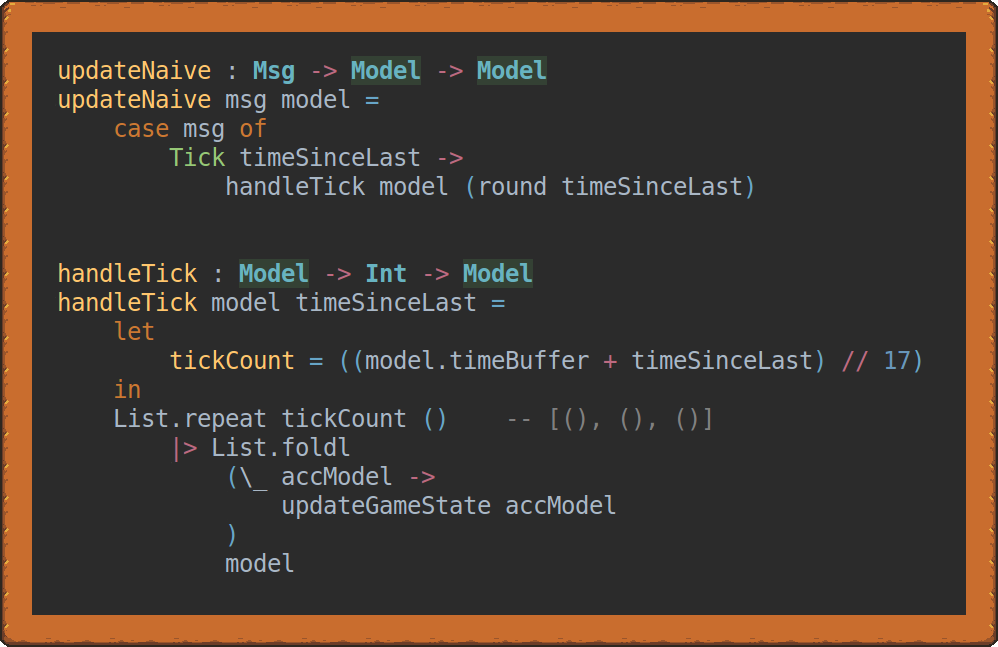 updateNaive : Msg -> Model -> Model
updateNaive msg model =
    case msg of
        Tick timeSinceLast ->
            handleTick model (round timeSinceLast)
handleTick : Model -> Int -> Model
handleTick model timeSinceLast =
    let
        tickCount = ((model.timeBuffer + timeSinceLast) // 17)
    in
    List.repeat tickCount ()    -- [(), (), ()]
        |> List.foldl
            (\_ accModel ->
                updateGameState accModel
            )
            model